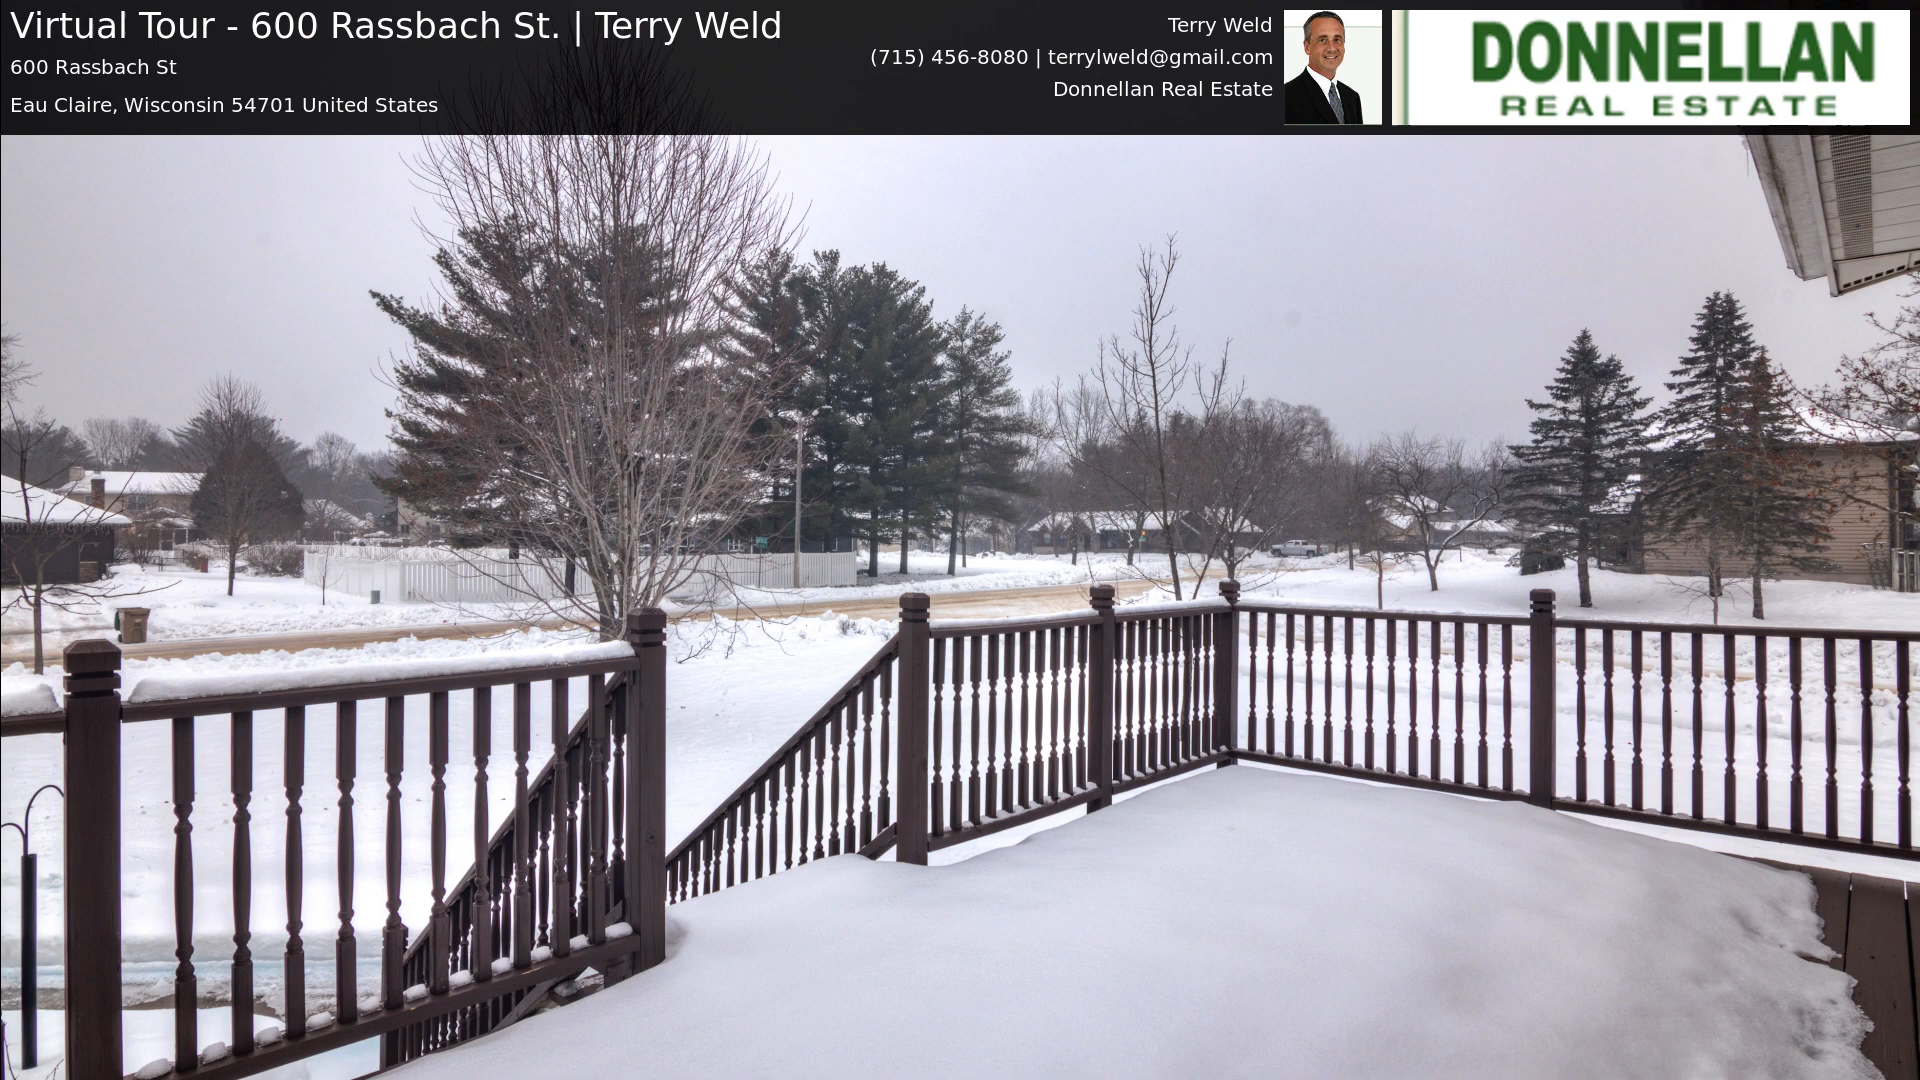 Virtual Tour - 600 Rassbach St. | Terry Weld
600 Rassbach St
Eau Claire, Wisconsin 54701 United States
Terry Weld
(715) 456-8080 | terrylweld@gmail.com
Donnellan Real Estate
DONNELLAN
REAL ESTATE